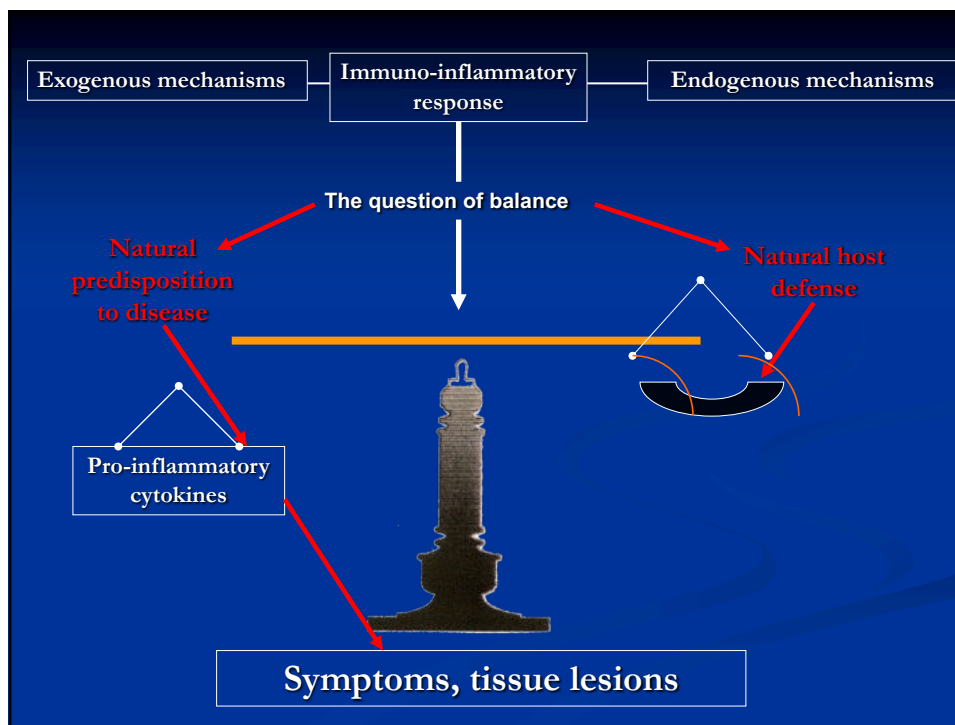 Exogenous mechanisms
Immuno-inflammatory
response
Endogenous mechanisms
The question of balance
Natural
predisposition
to disease
Natural host
defense
Pro-inflammatory
cytokines
Symptoms, tissue lesions